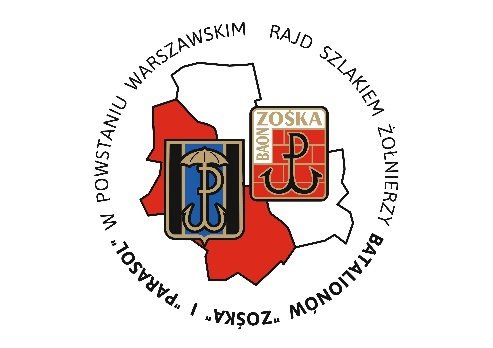 RAJD SZLAKIEM ŻOŁNIERZY BATALIONÓW "ZOŚKA" I "PARASOL" W POWSTANIU WARSZAWSKIM
BAON
ZOŚKA